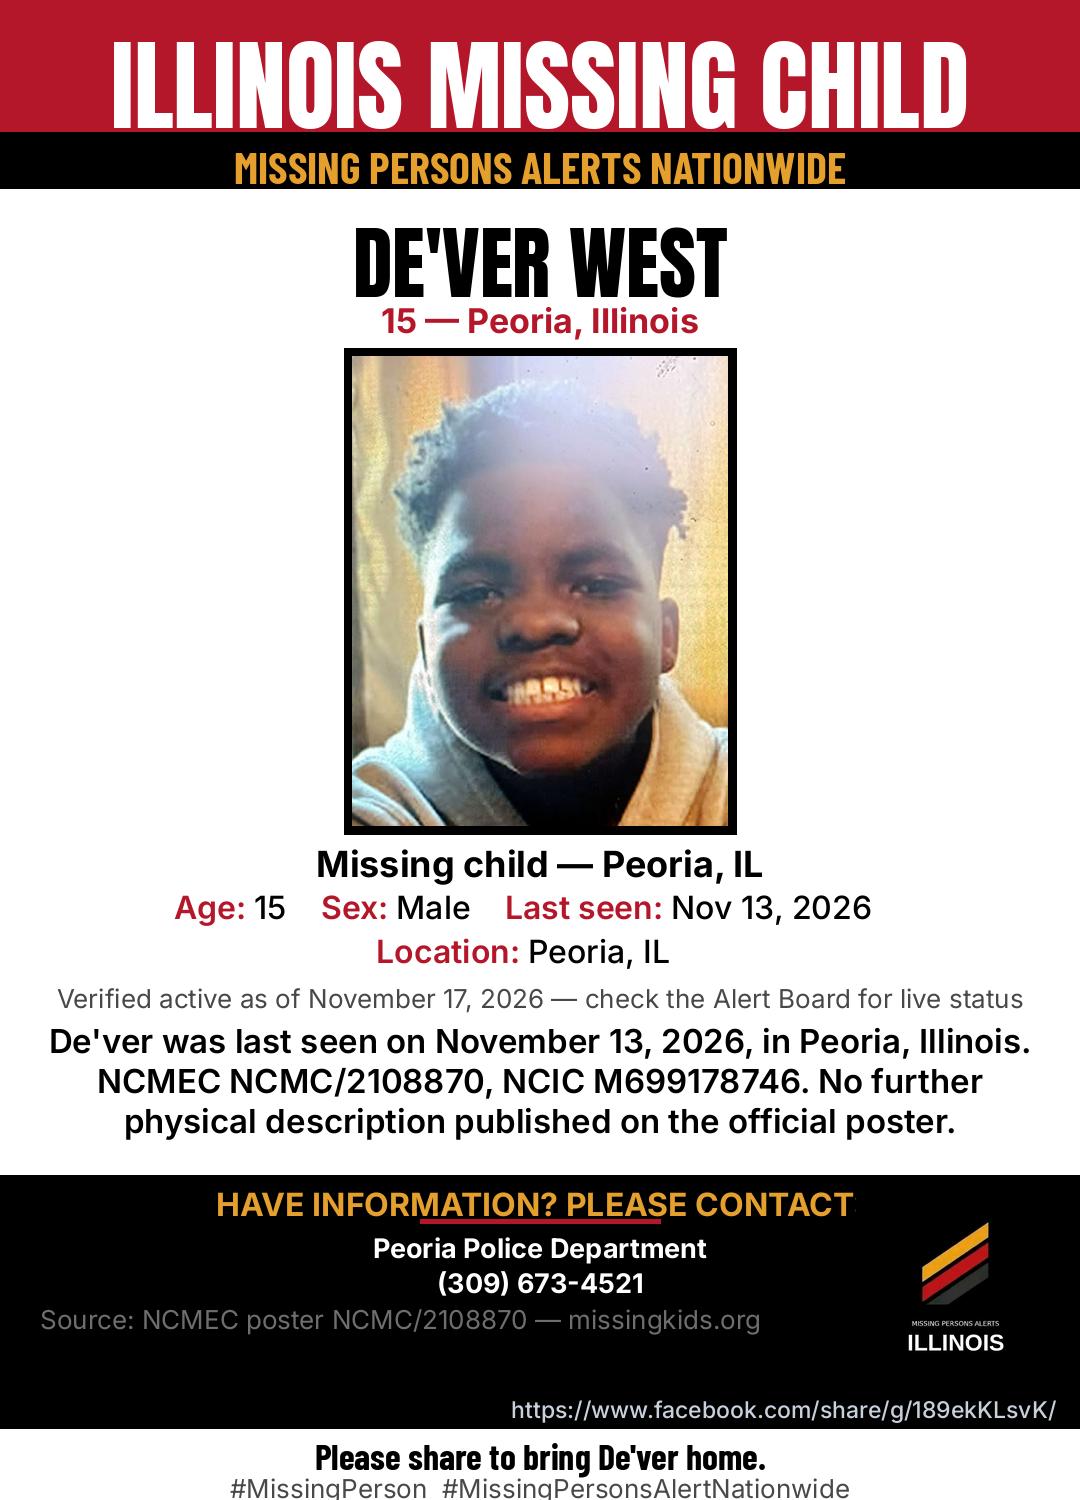 ILLINOIS MISSING CHILD
MISSING PERSONS ALERTS NATIONWIDE
DE'VER WEST
15 — Peoria, Illinois
Missing child — Peoria, IL
Age: 15 Sex: Male Last seen: Nov 13, 2026
Location: Peoria, IL
Verified active as of November 17, 2026 — check the Alert Board for live status
De'ver was last seen on November 13, 2026, in Peoria, Illinois.
NCMEC NCMC/2108870, NCIC M699178746. No further
physical description published on the official poster.
HAVE INFORMATION? PLEASE CONTACT:
Peoria Police Department
(309) 673-4521
Source: NCMEC poster NCMC/2108870 — missingkids.org
MISSING PERSONS ALERTS
ILLINOIS
https://www.facebook.com/share/g/189ekKLsvK/
Please share to bring De'ver home.
#MissingPerson #MissingPersonsAlertNationwide